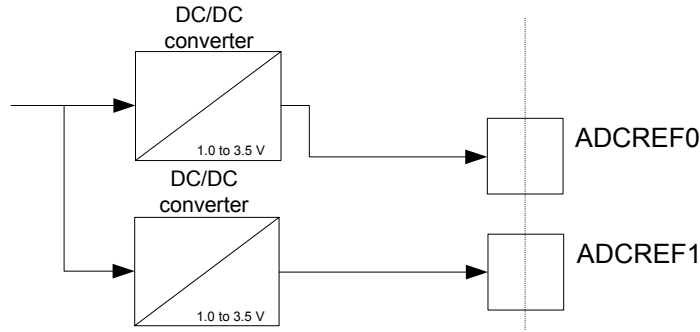 DC/DC
converter
1.0 to 3.5 V
ADCREF0
DC/DC
converter
1.0 to 3.5 V
ADCREF1